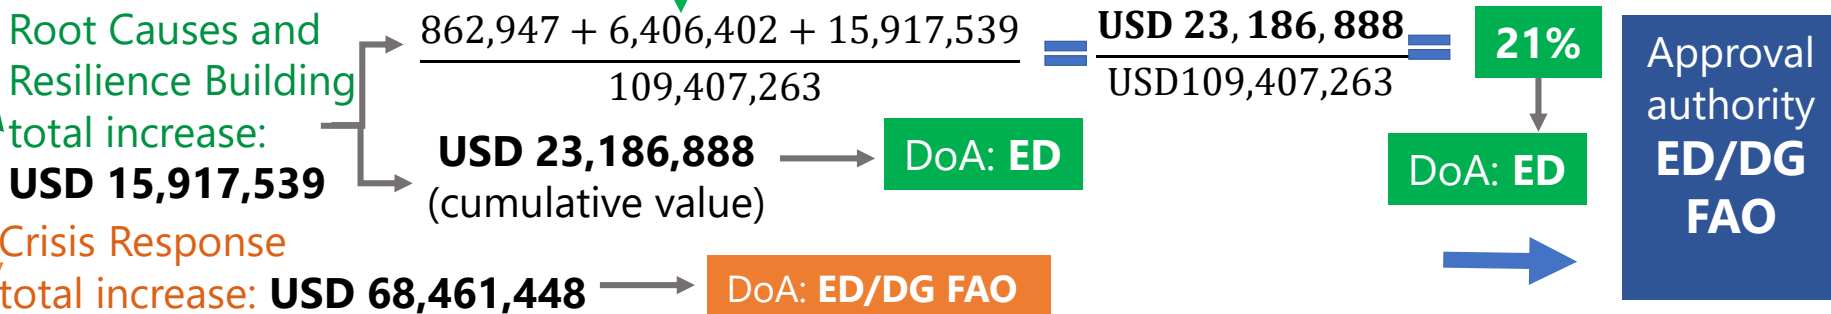 Root Causes and
Resilience Building
total increase:
USD 15,917,539
862,947 + 6,406,402 + 15,917,539
109,407,263
=
USD 23,186,888
USD109,407,263
=
21%
USD 23,186,888
(cumulative value)
DoA: ED
DoA: ED
Crisis Response
total increase: USD 68,461,448
DoA: ED/DG FAO
Approval
authority
ED/DG
FAO